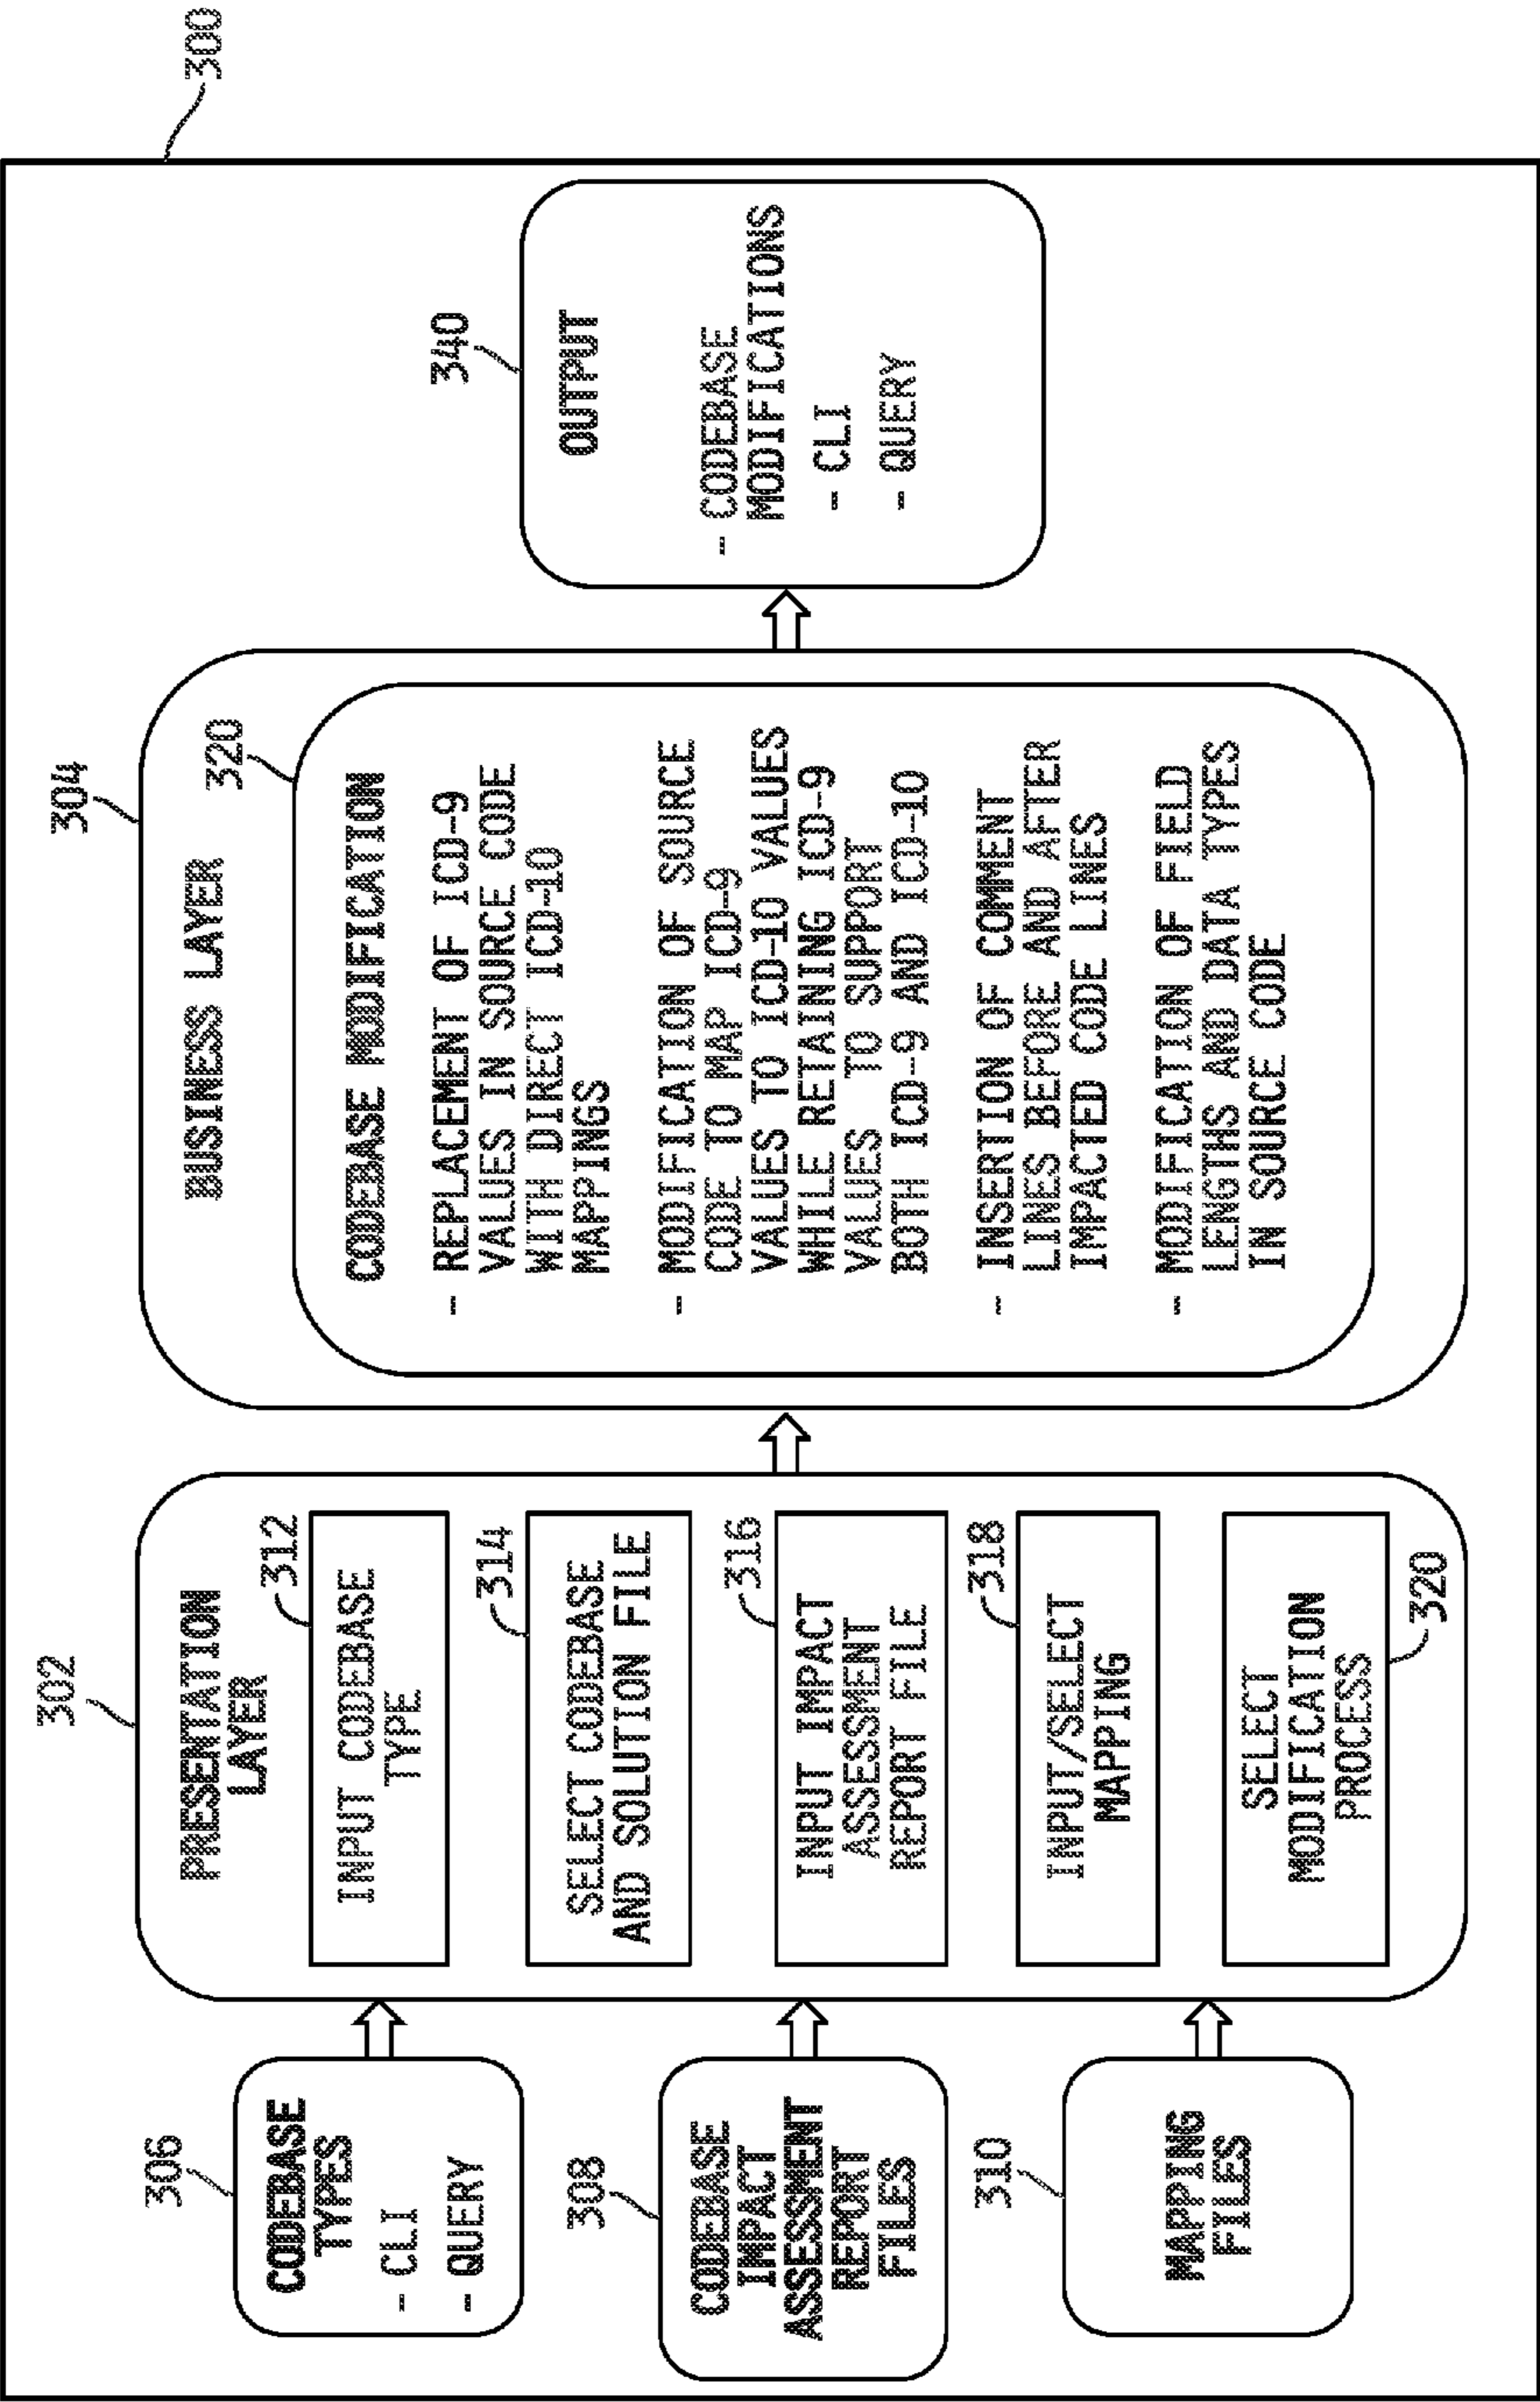 300
302
PRESENTATION
LAYER
304
BUSINESS LAYER
306
CODEBASE
TYPES
- CLI
- QUERY
308
CODEBASE
IMPACT
ASSESSMENT
REPORT
FILES
310
MAPPING
FILES
312
INPUT CODEBASE
TYPE
314
SELECT CODEBASE
AND SOLUTION FILE
316
INPUT IMPACT
ASSESSMENT
REPORT FILE
318
INPUT/SELECT
MAPPING
SELECT
MODIFICATION
PROCESS
320
320
CODEBASE MODIFICATION
- REPLACEMENT OF ICD-9
VALUES IN SOURCE CODE
WITH DIRECT ICD-10
MAPPINGS
- MODIFICATION OF SOURCE
CODE TO MAP ICD-9
VALUES TO ICD-10 VALUES
WHILE RETAINING ICD-9
VALUES TO SUPPORT
BOTH ICD-9 AND ICD-10
- INSERTION OF COMMENT
LINES BEFORE AND AFTER
IMPACTED CODE LINES
- MODIFICATION OF FIELD
LENGTHS AND DATA TYPES
IN SOURCE CODE
340
OUTPUT
- CODEBASE
MODIFICATIONS
- CLI
- QUERY